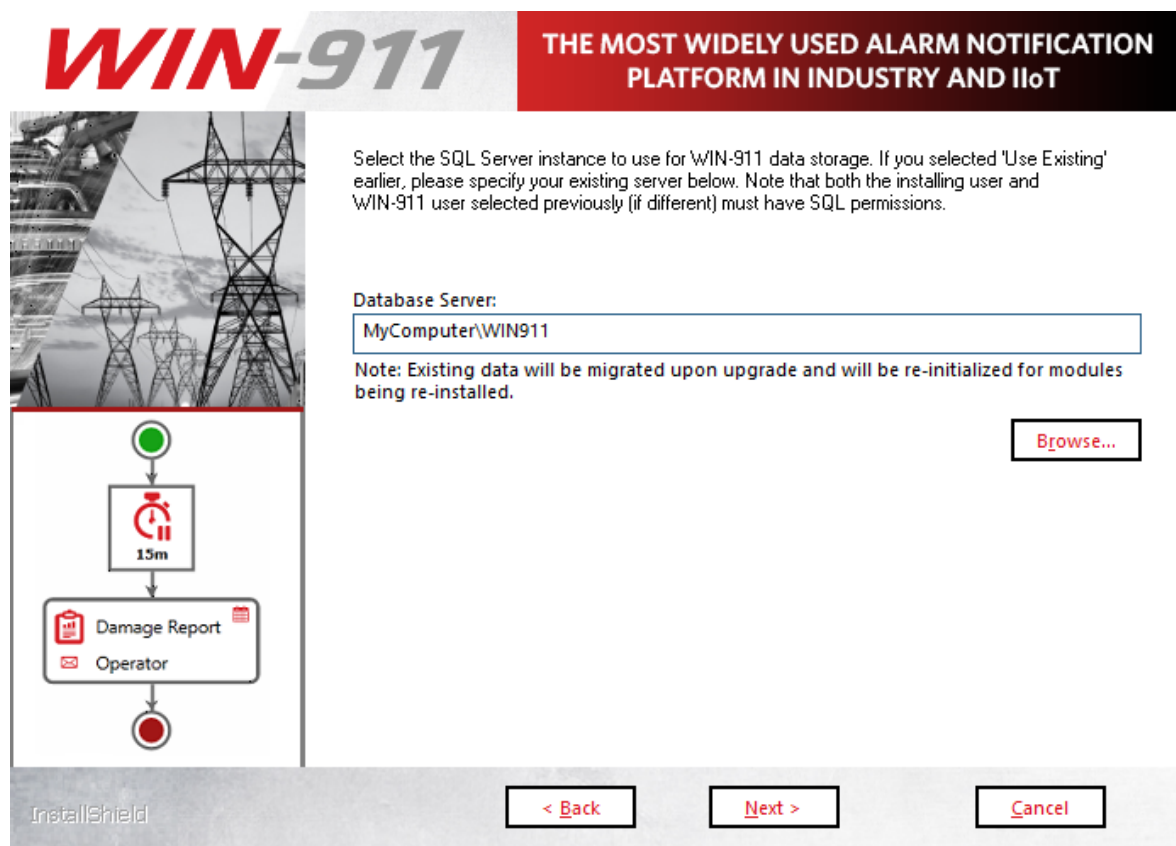 WIN-911
THE MOST WIDELY USED ALARM NOTIFICATION
PLATFORM IN INDUSTRY AND IIoT
Select the SQL Server instance to use for WIN-911 data storage. If you selected 'Use Existing'
earlier, please specify your existing server below. Note that both the installing user and
WIN-911 user selected previously (if different) must have SQL permissions.
Database Server:
MyComputer\WIN911
Note: Existing data will be migrated upon upgrade and will be re-initialized for modules
being re-installed.
Browse...
15m
Damage Report
Operator
InstallShield
< Back
Next >
Cancel